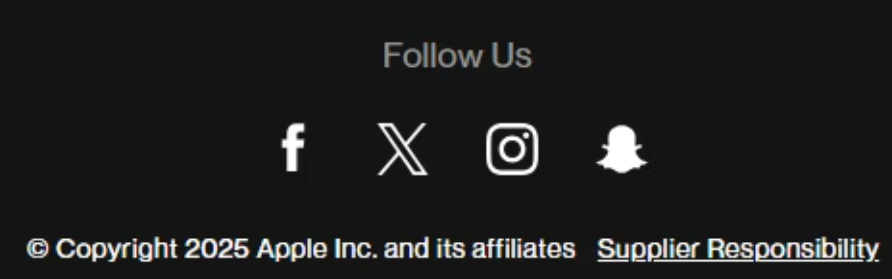 Follow Us
© Copyright 2025 Apple Inc. and its affiliates Supplier Responsibility